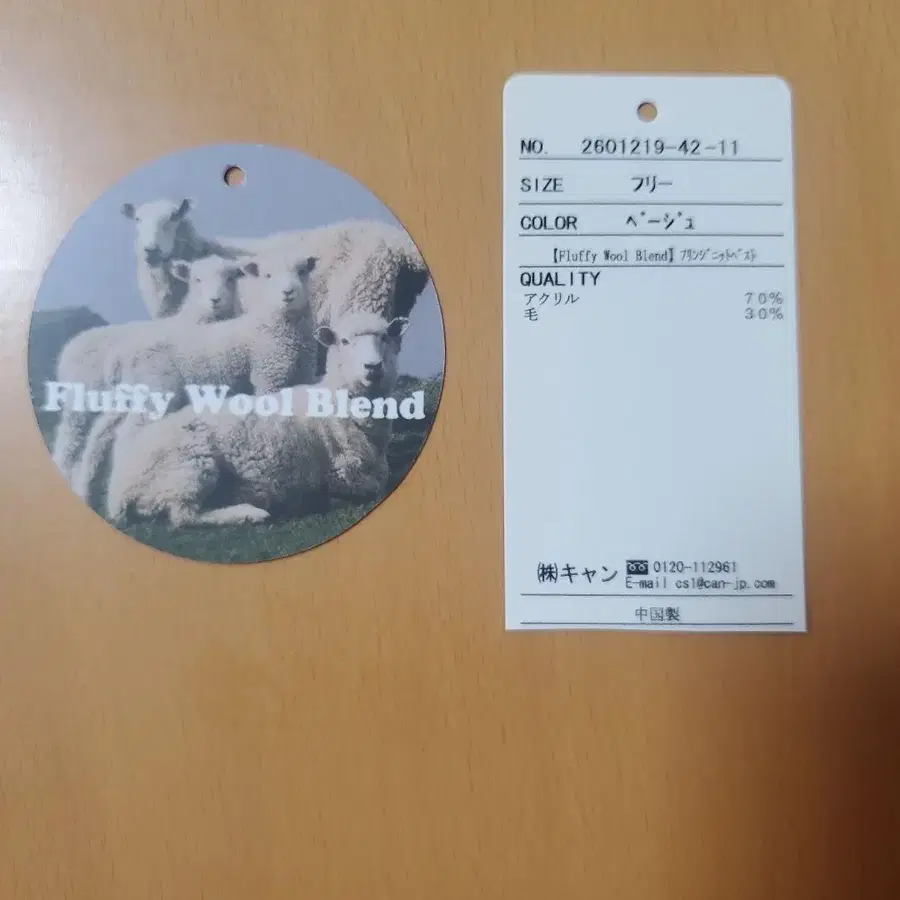 Fluffy Wool Blend
NO. 2601219-42-11
SIZE フリー
COLOR ベージュ
【Fluffy Wool Blend】フリンジニットベスト
QUALITY
アクリル 70%
毛 30%
㈱キャン 0120-112961
E-mail cs1@can-jp.com
中国製